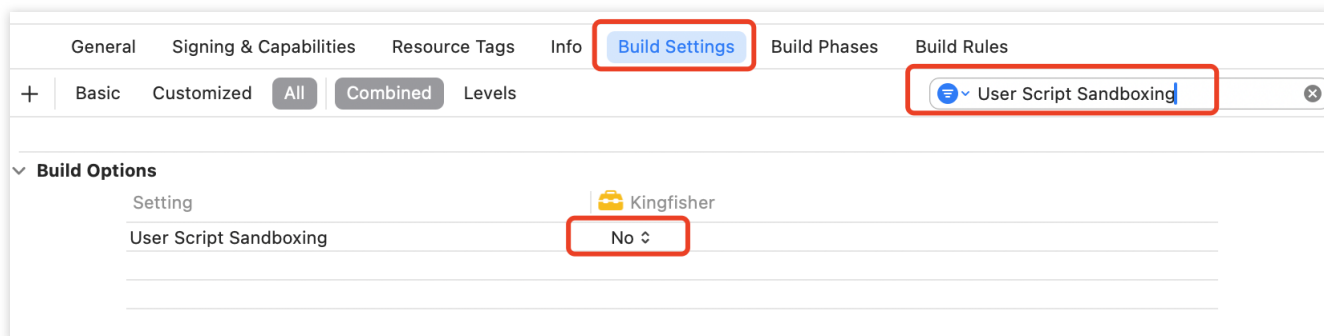 General Signing & Capabilities Resource Tags Info Build Settings Build Phases Build Rules
+ Basic Customized All Combined Levels User Script Sandboxing
Build Options
Setting Kingfisher
User Script Sandboxing No